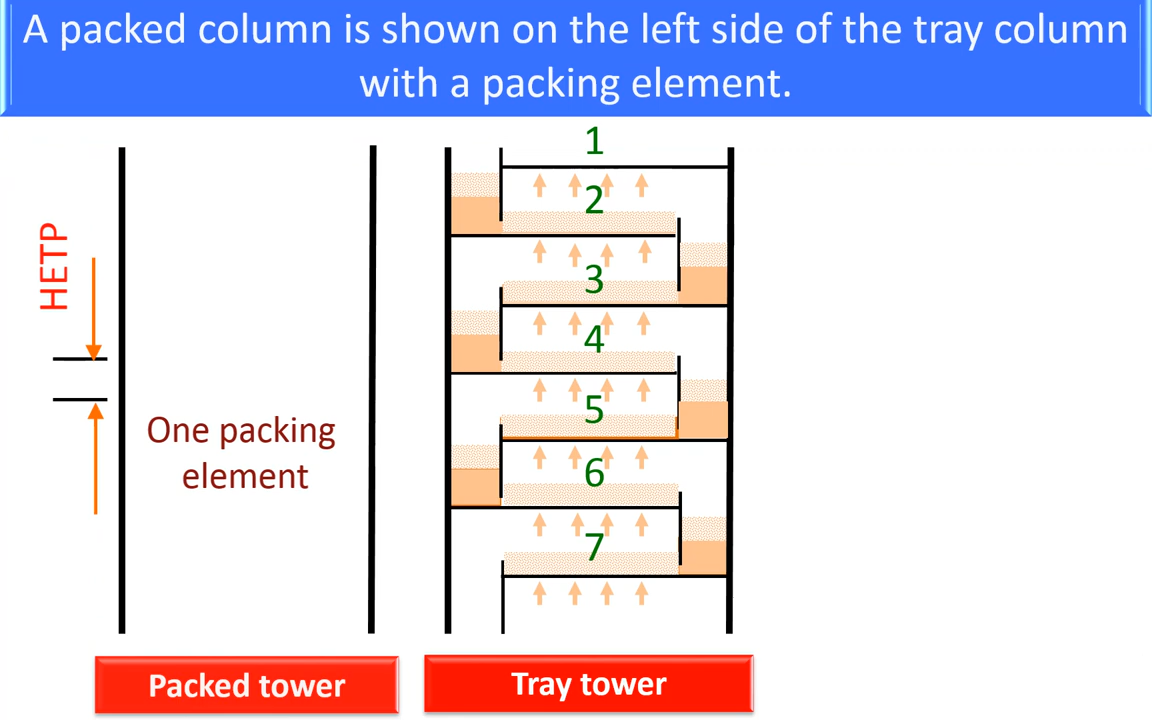 A packed column is shown on the left side of the tray column
with a packing element.
HETP
One packing
element
1
2
3
4
5
6
7
Packed tower
Tray tower